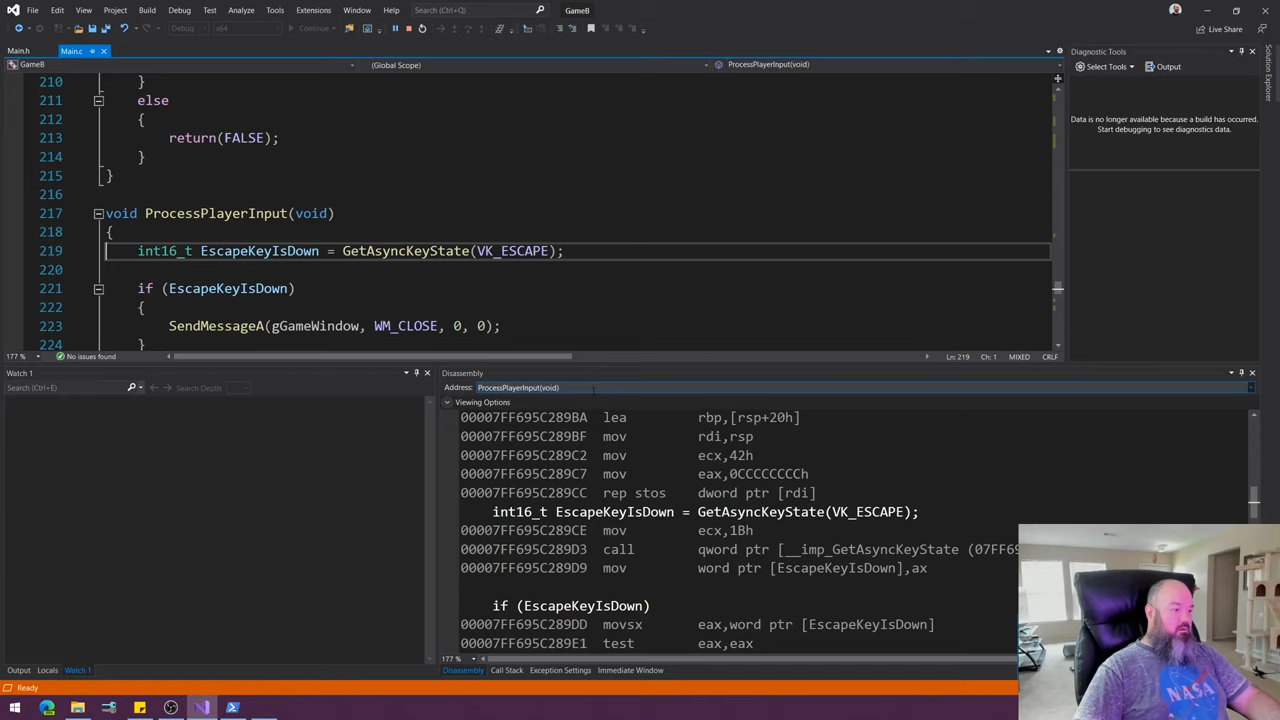 File Edit View Project Build Debug Test Analyze Tools Extensions Window Help Search (Ctrl+Q) GameB
Debug x64 Continue Live Share
Main.h Main.c
GameB (Global Scope) ProcessPlayerInput(void)
210 }
211 else
212 {
213 return(FALSE);
214 }
215 }
216
217 void ProcessPlayerInput(void)
218 {
219 int16_t EscapeKeyIsDown = GetAsyncKeyState(VK_ESCAPE);
220
221 if (EscapeKeyIsDown)
222 {
223 SendMessageA(gGameWindow, WM_CLOSE, 0, 0);
224 }
177 % No issues found Ln: 219 Ch: 1 MIXED CRLF
Diagnostic Tools
Select Tools Output
Data is no longer available because a build has occurred.
Start debugging to see diagnostics data.
Solution Explorer
Watch 1
Search (Ctrl+E) Search Depth:
Output Locals Watch 1
Disassembly
Address: ProcessPlayerInput(void)
Viewing Options
00007FF695C289BA lea rbp,[rsp+20h]
00007FF695C289BF mov rdi,rsp
00007FF695C289C2 mov ecx,42h
00007FF695C289C7 mov eax,0CCCCCCCCh
00007FF695C289CC rep stos dword ptr [rdi]
int16_t EscapeKeyIsDown = GetAsyncKeyState(VK_ESCAPE);
00007FF695C289CE mov ecx,1Bh
00007FF695C289D3 call qword ptr [__imp_GetAsyncKeyState (07FF69
00007FF695C289D9 mov word ptr [EscapeKeyIsDown],ax
if (EscapeKeyIsDown)
00007FF695C289DD movsx eax,word ptr [EscapeKeyIsDown]
00007FF695C289E1 test eax,eax
177 %
Disassembly Call Stack Exception Settings Immediate Window
Ready
NASA